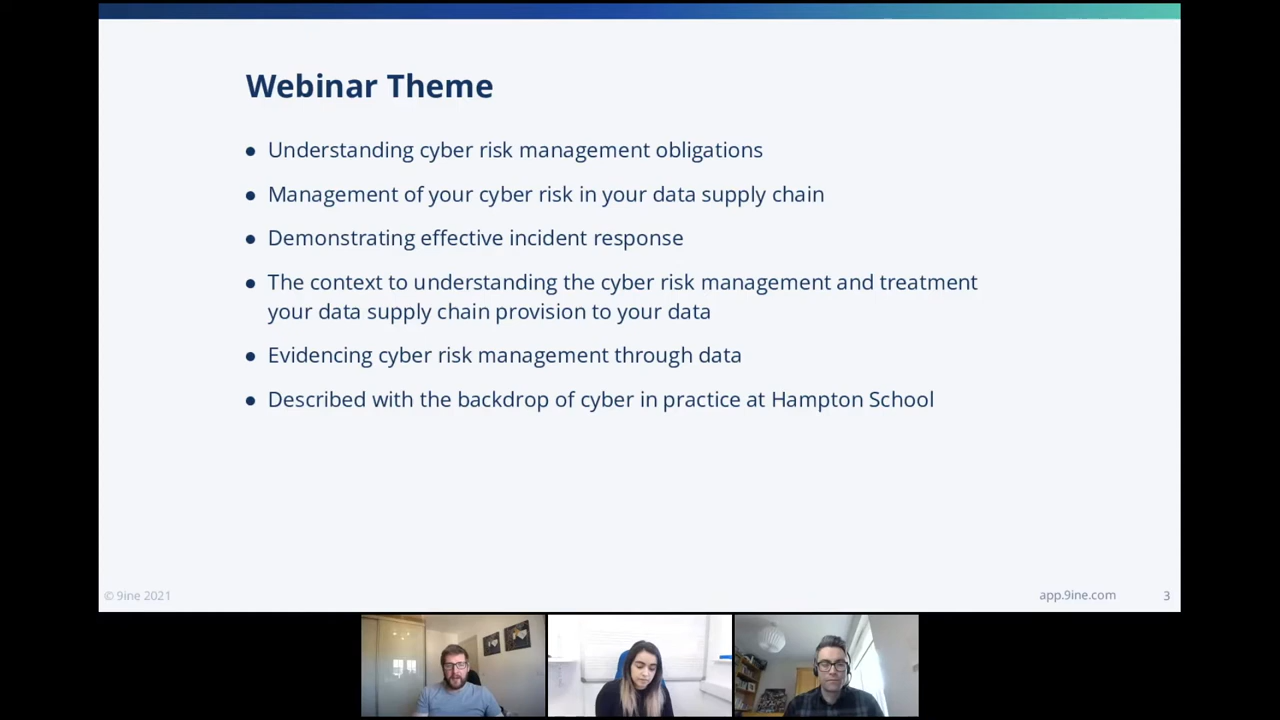 Webinar Theme
● Understanding cyber risk management obligations
● Management of your cyber risk in your data supply chain
● Demonstrating effective incident response
● The context to understanding the cyber risk management and treatment
your data supply chain provision to your data
● Evidencing cyber risk management through data
● Described with the backdrop of cyber in practice at Hampton School
© 9ine 2021
app.9ine.com
3